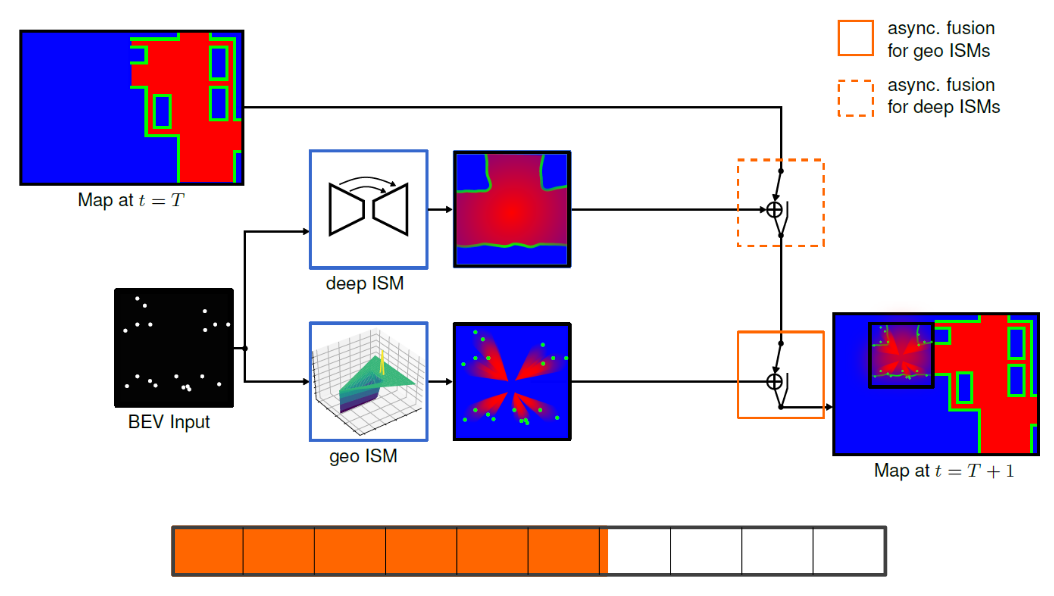 async. fusion
for geo ISMs
async. fusion
for deep ISMs
Map at t = T
deep ISM
BEV Input
geo ISM
Map at t = T + 1